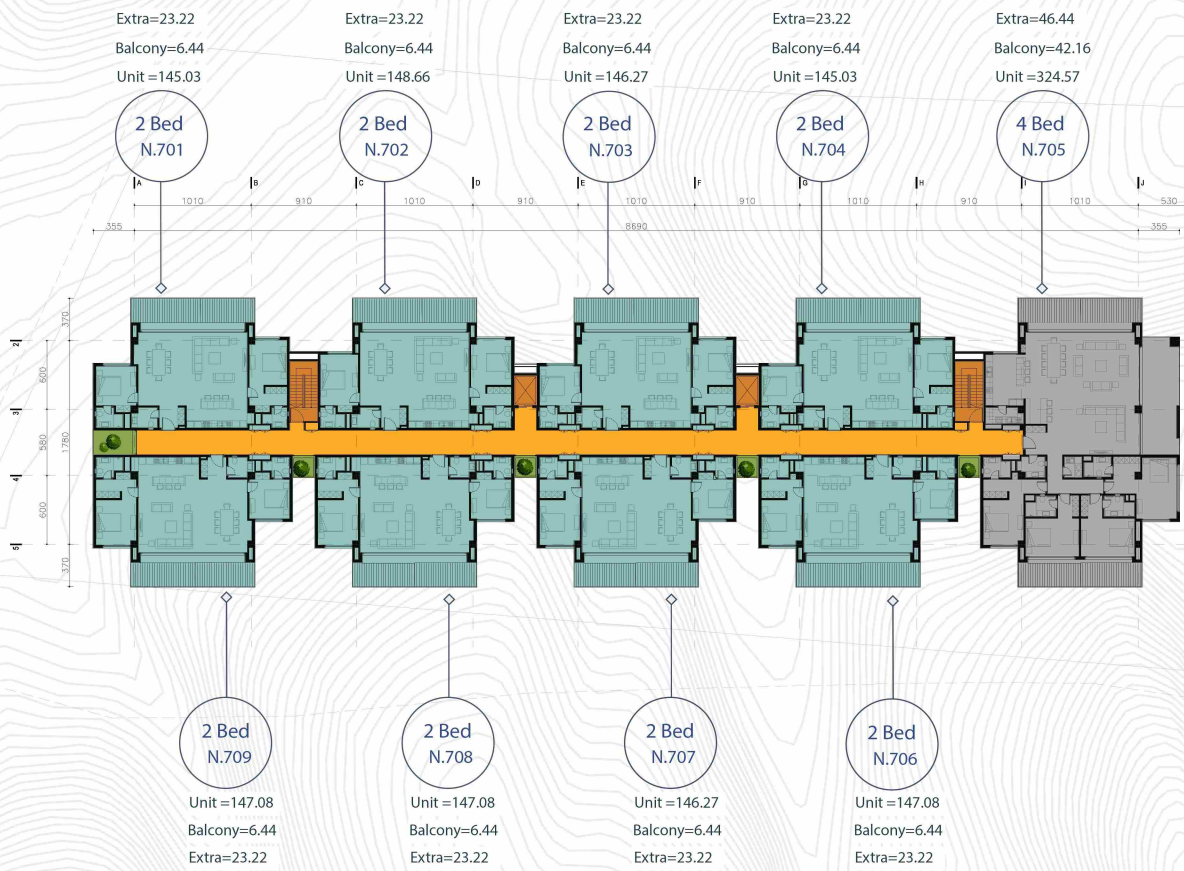 Extra=23.22
Balcony=6.44
Unit =145.03
2 Bed
N.701
Extra=23.22
Balcony=6.44
Unit =148.66
2 Bed
N.702
Extra=23.22
Balcony=6.44
Unit =146.27
2 Bed
N.703
Extra=23.22
Balcony=6.44
Unit =145.03
2 Bed
N.704
Extra=46.44
Balcony=42.16
Unit =324.57
4 Bed
N.705
A B C D E F G H I J
1010 910 1010 910 1010 910 1010 910 1010 530
355 8690 355
370
2
600
3
580
1780
4
600
5
370
2 Bed
N.709
Unit =147.08
Balcony=6.44
Extra=23.22
2 Bed
N.708
Unit =147.08
Balcony=6.44
Extra=23.22
2 Bed
N.707
Unit =146.27
Balcony=6.44
Extra=23.22
2 Bed
N.706
Unit =147.08
Balcony=6.44
Extra=23.22